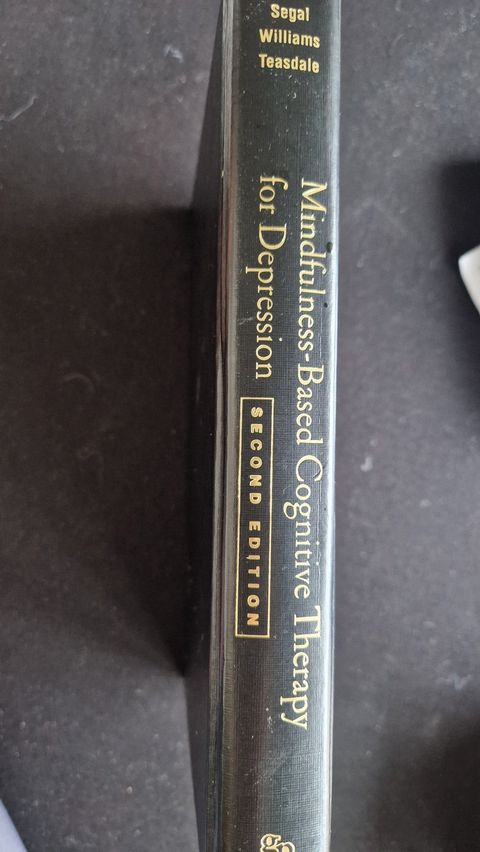 Segal
Williams
Teasdale
Mindfulness-Based Cognitive Therapy
for Depression
SECOND EDITION